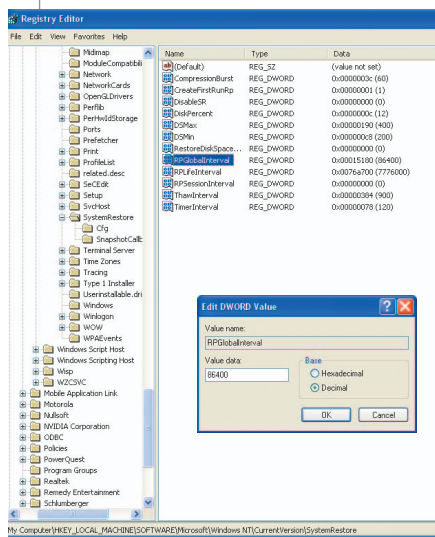 Registry Editor
File Edit View Favorites Help
Midimap
ModuleCompatibili
Network
NetworkCards
OpenGLDrivers
Perflib
PerHwIdStorage
Ports
Prefetcher
Print
ProfileList
related.desc
SeCEdit
Setup
SvcHost
SystemRestore
Cfg
SnapshotCallb
Terminal Server
Time Zones
Tracing
Type 1 Installer
Userinstallable.dri
Windows
Winlogon
WOW
WPAEvents
Windows Script Host
Windows Scripting Host
Wisp
WZCSVC
Mobile Application Link
Motorola
Nullsoft
NVIDIA Corporation
ODBC
Policies
PowerQuest
Program Groups
Realtek
Remedy Entertainment
Schlumberger
Name Type Data
(Default) REG_SZ (value not set)
CompressionBurst REG_DWORD 0x0000003c (60)
CreateFirstRunRp REG_DWORD 0x00000001 (1)
DisableSR REG_DWORD 0x00000000 (0)
DiskPercent REG_DWORD 0x0000000c (12)
DSMax REG_DWORD 0x00000190 (400)
DSMin REG_DWORD 0x000000c8 (200)
RestoreDiskSpace... REG_DWORD 0x00000000 (0)
RPGlobalInterval REG_DWORD 0x00015180 (86400)
RPLifeInterval REG_DWORD 0x0076a700 (7776000)
RPSessionInterval REG_DWORD 0x00000000 (0)
ThawInterval REG_DWORD 0x00000384 (900)
TimerInterval REG_DWORD 0x00000078 (120)
Edit DWORD Value
Value name:
RPGlobalInterval
Value data:
86400
Base
Hexadecimal
Decimal
OK Cancel
My Computer\HKEY_LOCAL_MACHINE\SOFTWARE\Microsoft\Windows NT\CurrentVersion\SystemRestore